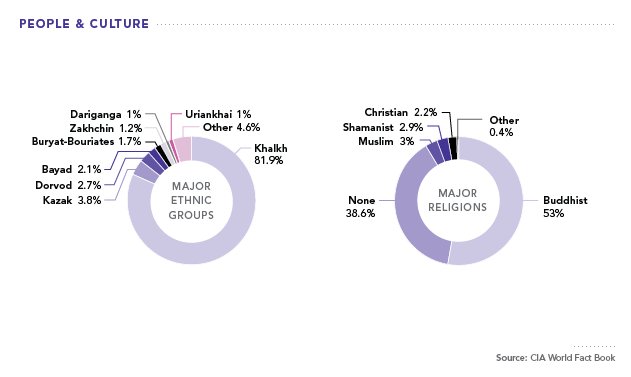 PEOPLE & CULTURE
Dariganga 1%
Zakhchin 1.2%
Buryat-Bouriates 1.7%
Bayad 2.1%
Dorvod 2.7%
Kazak 3.8%
Uriankhai 1%
Other 4.6%
Khalkh
81.9%
MAJOR
ETHNIC
GROUPS
Christian 2.2%
Shamanist 2.9%
Muslim 3%
None
38.6%
Other
0.4%
Buddhist
53%
MAJOR
RELIGIONS
Source: CIA World Fact Book